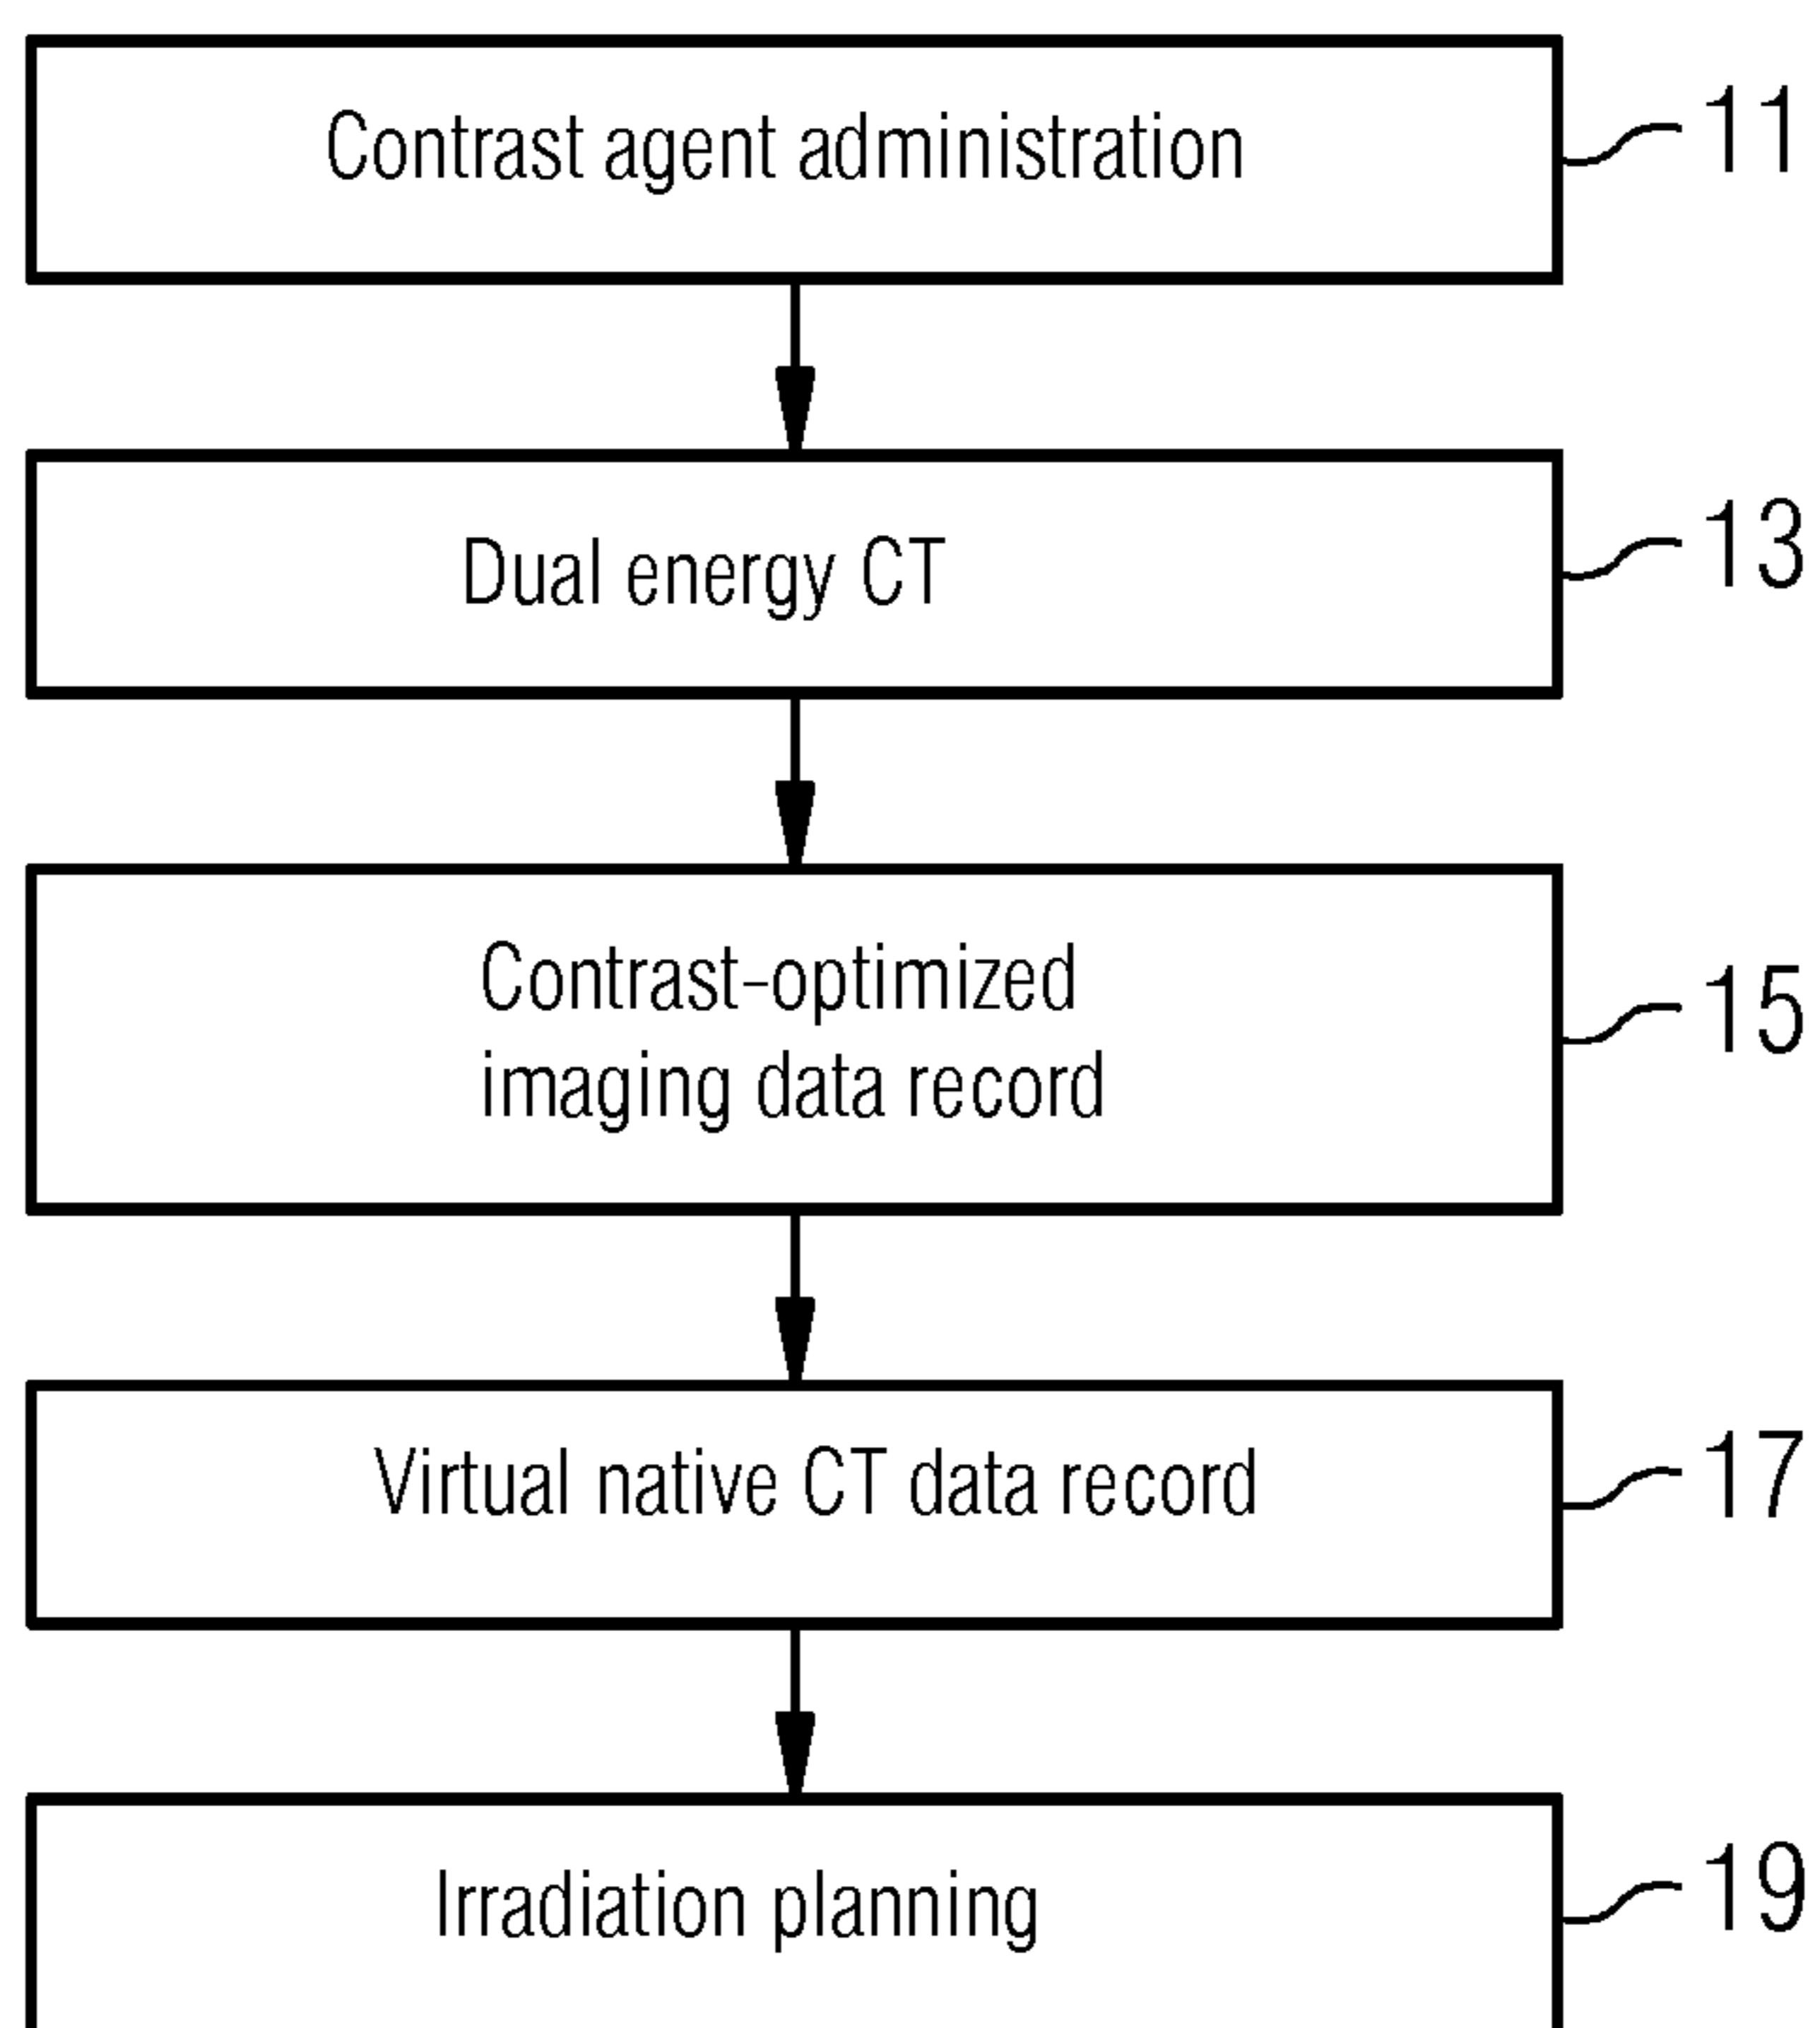 Contrast agent administration
11
Dual energy CT
13
Contrast-optimized
imaging data record
15
Virtual native CT data record
17
Irradiation planning
19